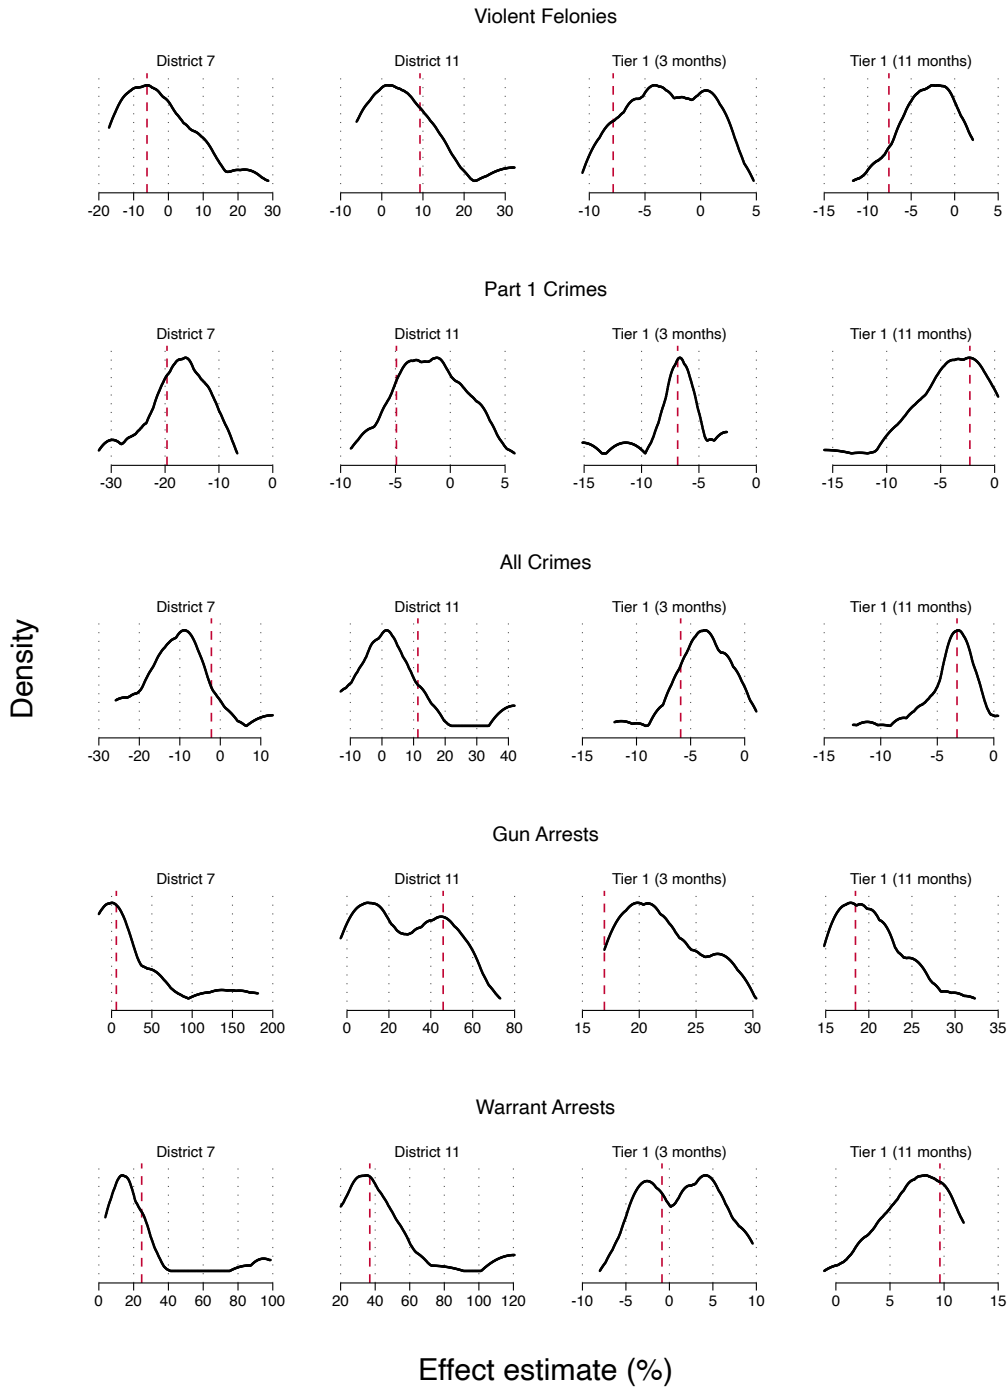 Violent Felonies
District 7
District 11
Tier 1 (3 months)
Tier 1 (11 months)
-20 -10 0 10 20 30
-10 0 10 20 30
-10 -5 0 5
-15 -10 -5 0 5
Part 1 Crimes
District 7
District 11
Tier 1 (3 months)
Tier 1 (11 months)
-30 -20 -10 0
-10 -5 0 5
-15 -10 -5 0
-15 -10 -5 0
All Crimes
District 7
District 11
Tier 1 (3 months)
Tier 1 (11 months)
-30 -20 -10 0 10
-10 0 10 20 30 40
-15 -10 -5 0
-15 -10 -5 0
Density
Gun Arrests
District 7
District 11
Tier 1 (3 months)
Tier 1 (11 months)
0 50 100 150 200
0 20 40 60 80
15 20 25 30
15 20 25 30 35
Warrant Arrests
District 7
District 11
Tier 1 (3 months)
Tier 1 (11 months)
0 20 40 60 80 100
20 40 60 80 100 120
-10 -5 0 5 10
0 5 10 15
Effect estimate (%)